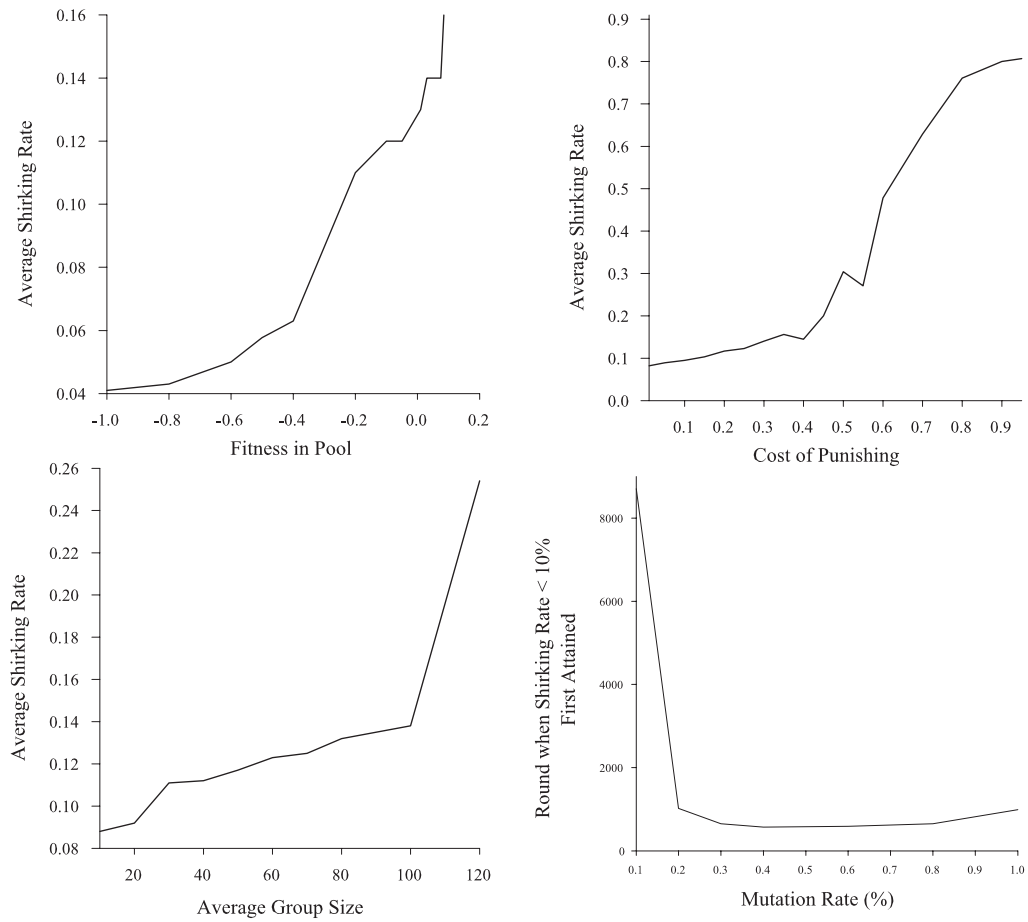 0.16
0.14
0.12
0.10
0.08
0.06
0.04
Average Shirking Rate
-1.0 -0.8 -0.6 -0.4 -0.2 0.0 0.2
Fitness in Pool
0.9
0.8
0.7
0.6
0.5
0.4
0.3
0.2
0.1
0.0
Average Shirking Rate
0.1 0.2 0.3 0.4 0.5 0.6 0.7 0.8 0.9
Cost of Punishing
0.26
0.24
0.22
0.20
0.18
0.16
0.14
0.12
0.10
0.08
Average Shirking Rate
20 40 60 80 100 120
Average Group Size
8000
6000
4000
2000
0
Round when Shirking Rate < 10%
First Attained
0.1 0.2 0.3 0.4 0.5 0.6 0.7 0.8 0.9 1.0
Mutation Rate (%)